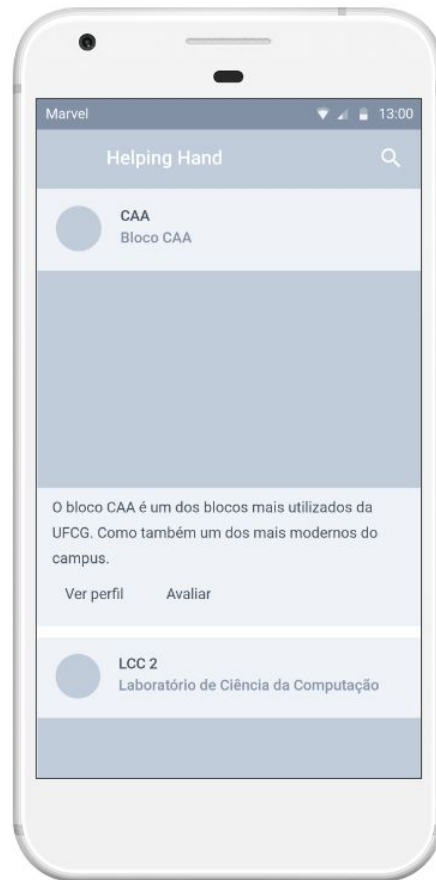 Marvel 13:00
Helping Hand
CAA
Bloco CAA
O bloco CAA é um dos blocos mais utilizados da
UFCG. Como também um dos mais modernos do
campus.
Ver perfil Avaliar
LCC 2
Laboratório de Ciência da Computação